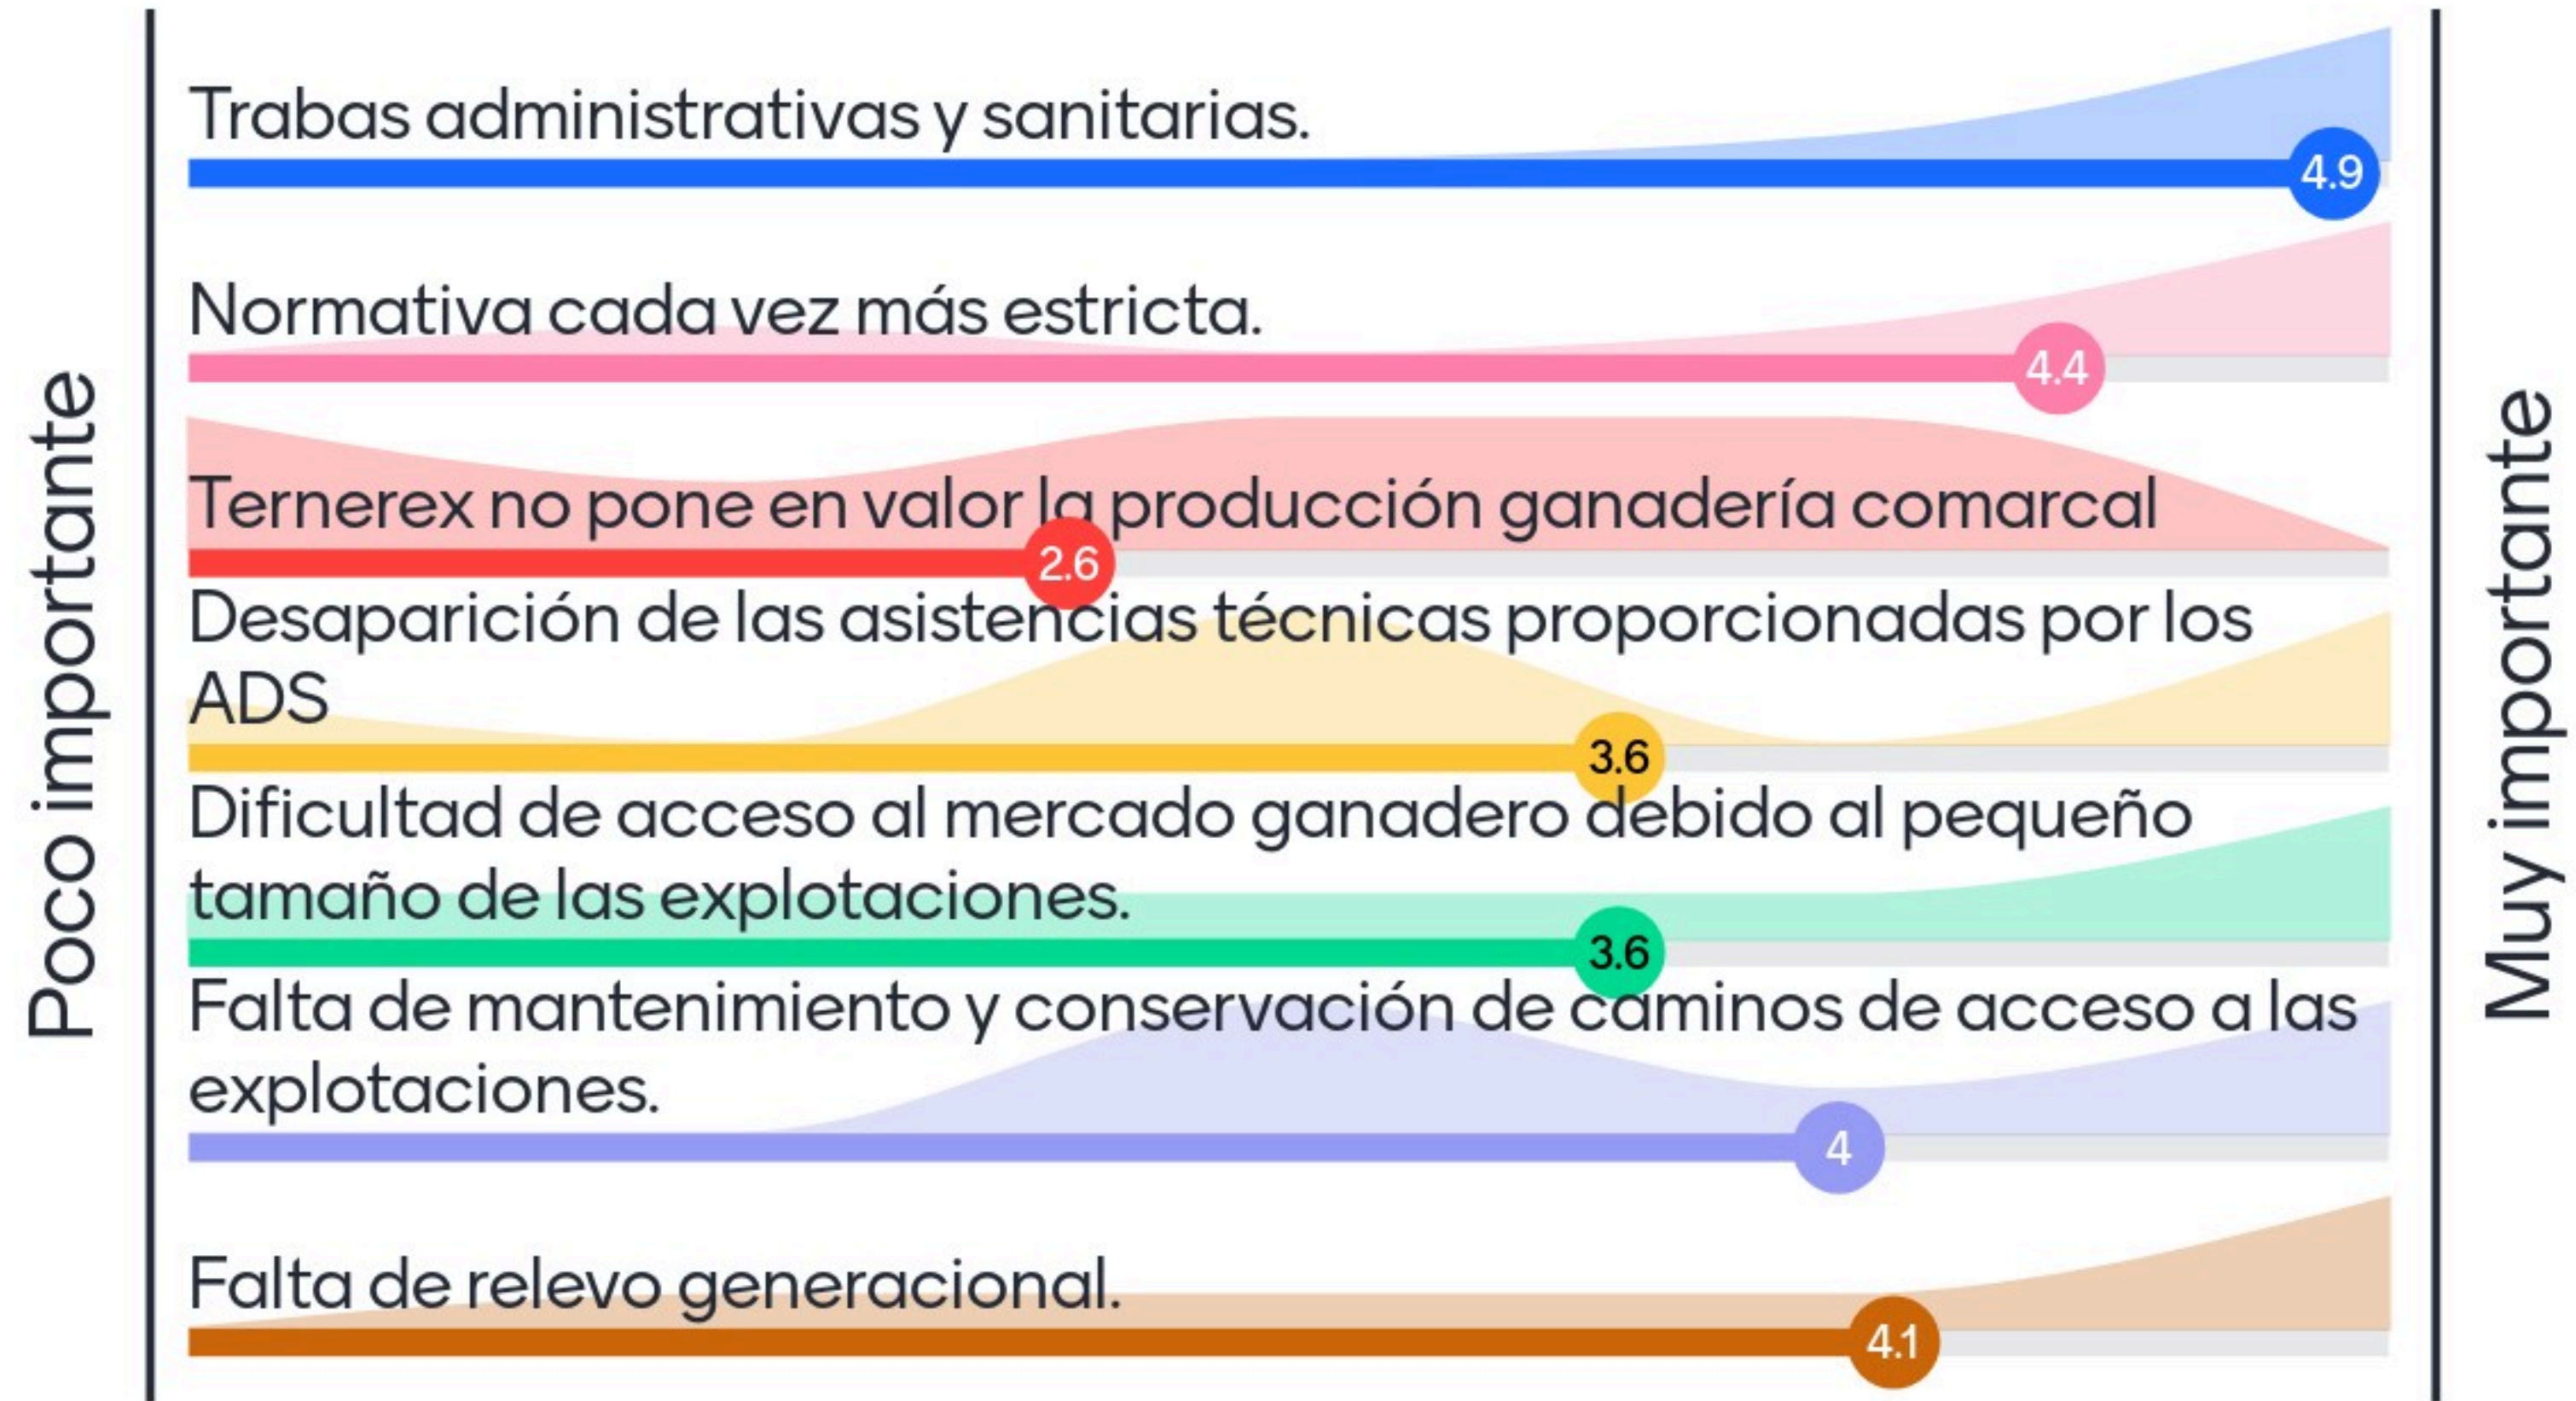 Poco importante
Trabas administrativas y sanitarias.
4.9
Normativa cada vez más estricta.
4.4
Ternerex no pone en valor la producción ganadería comarcal
2.6
Desaparición de las asistencias técnicas proporcionadas por los
ADS
3.6
Dificultad de acceso al mercado ganadero debido al pequeño
tamaño de las explotaciones.
3.6
Falta de mantenimiento y conservación de caminos de acceso a las
explotaciones.
4
Falta de relevo generacional.
4.1
Muy importante